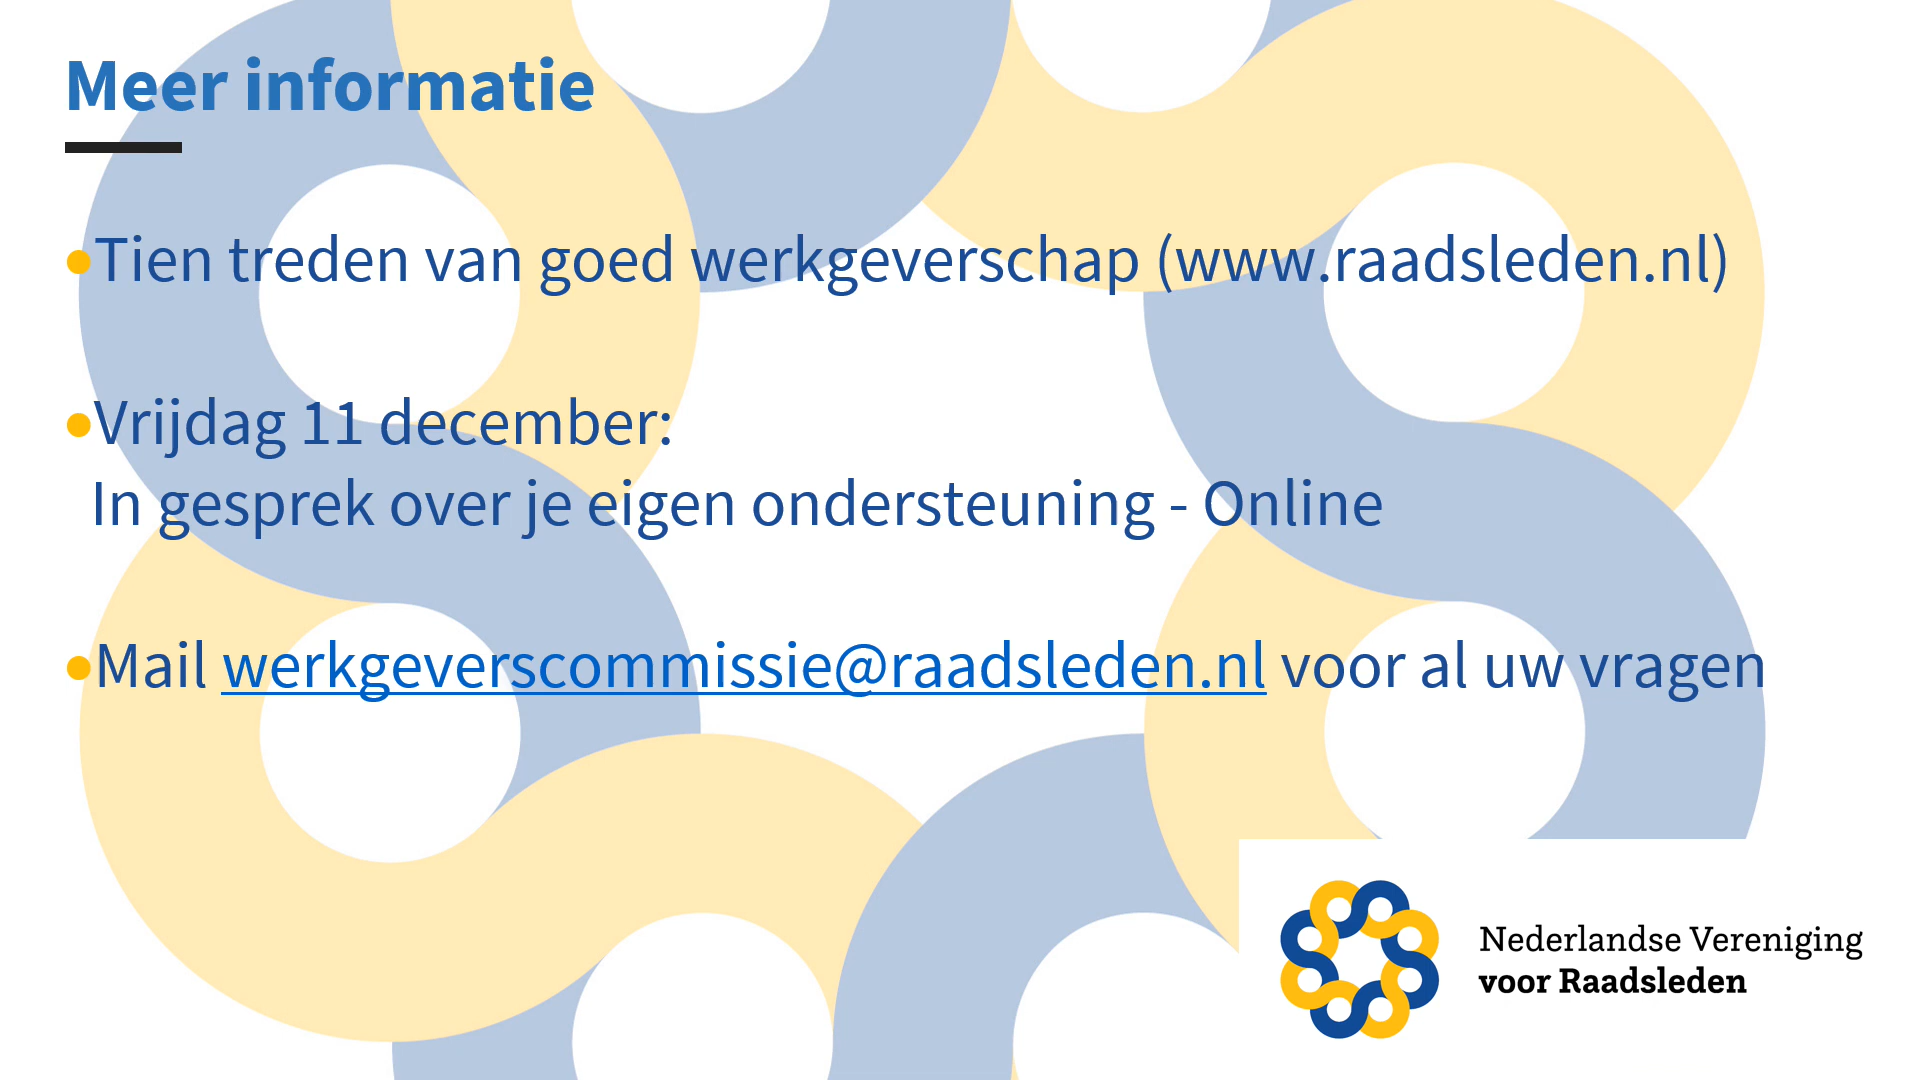 Meer informatie
•Tien treden van goed werkgeverschap (www.raadsleden.nl)
•Vrijdag 11 december:
In gesprek over je eigen ondersteuning - Online
•Mail werkgeverscommissie@raadsleden.nl voor al uw vragen
Nederlandse Vereniging
voor Raadsleden